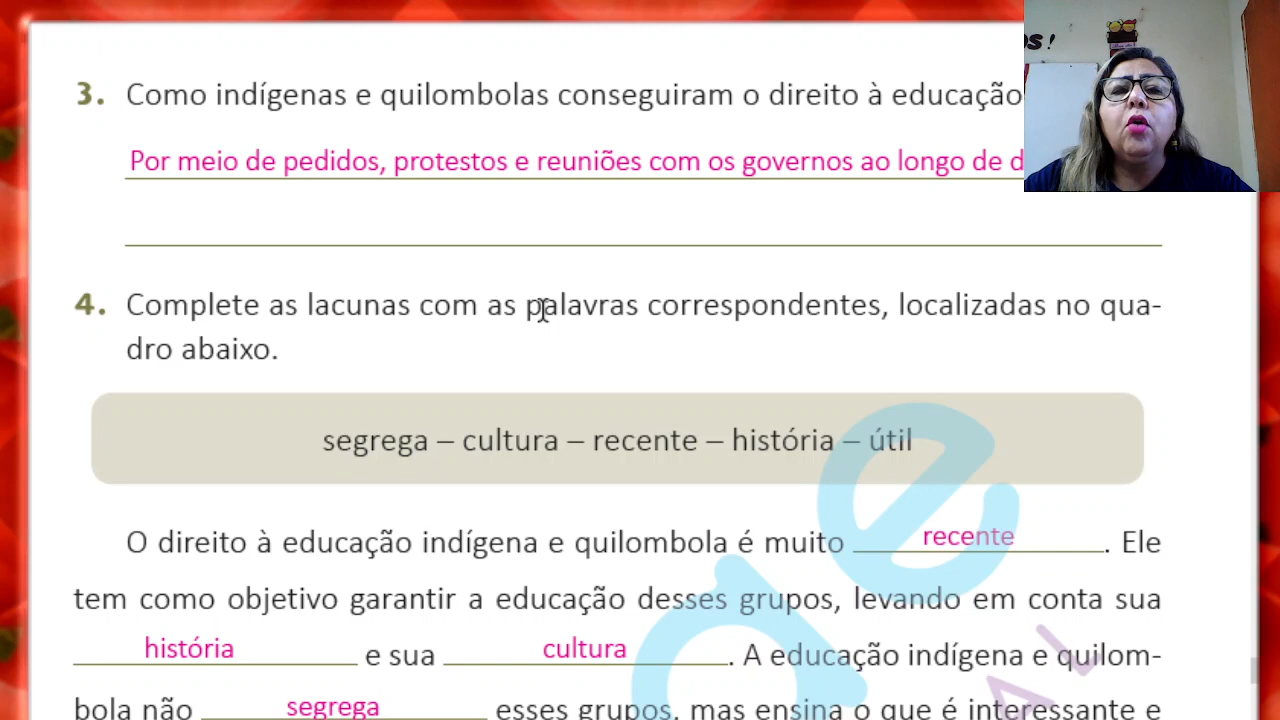 3. Como indígenas e quilombolas conseguiram o direito à educação
Por meio de pedidos, protestos e reuniões com os governos ao longo de d
4. Complete as lacunas com as palavras correspondentes, localizadas no qua-
dro abaixo.
segrega – cultura – recente – história – útil
O direito à educação indígena e quilombola é muito recente. Ele
tem como objetivo garantir a educação desses grupos, levando em conta sua
história e sua cultura. A educação indígena e quilom-
bola não segrega esses grupos, mas ensina o que é interessante e
os!
ae
AL